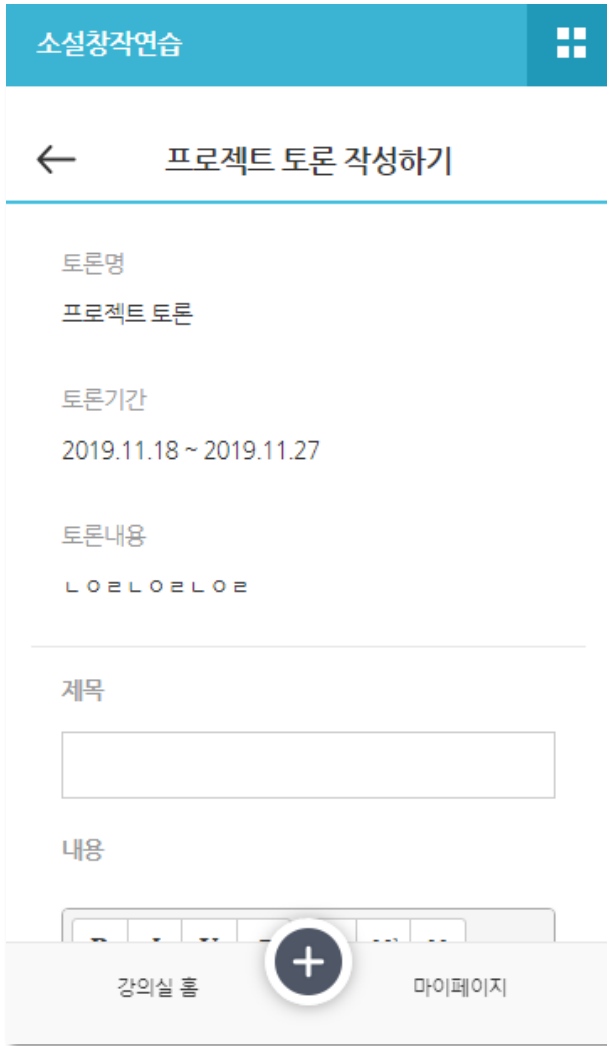 소설창작연습
프로젝트 토론 작성하기
토론명
프로젝트 토론
토론기간
2019.11.18 ~ 2019.11.27
토론내용
ㄴㅇㄹㄴㅇㄹㄴㅇㄹ
제목
내용
강의실 홈
마이페이지